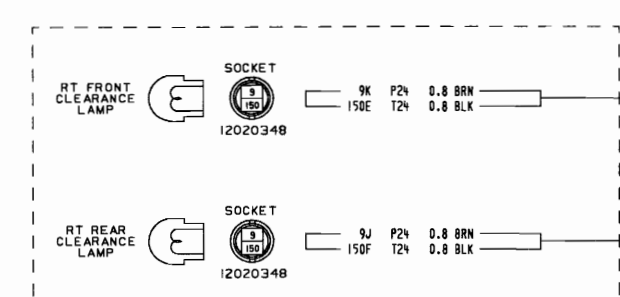 SOCKET
RT FRONT
CLEARANCE
LAMP
9
150
12020348
9K P24 0.8 BRN
150E T24 0.8 BLK
SOCKET
RT REAR
CLEARANCE
LAMP
9
150
12020348
9J P24 0.8 BRN
150F T24 0.8 BLK